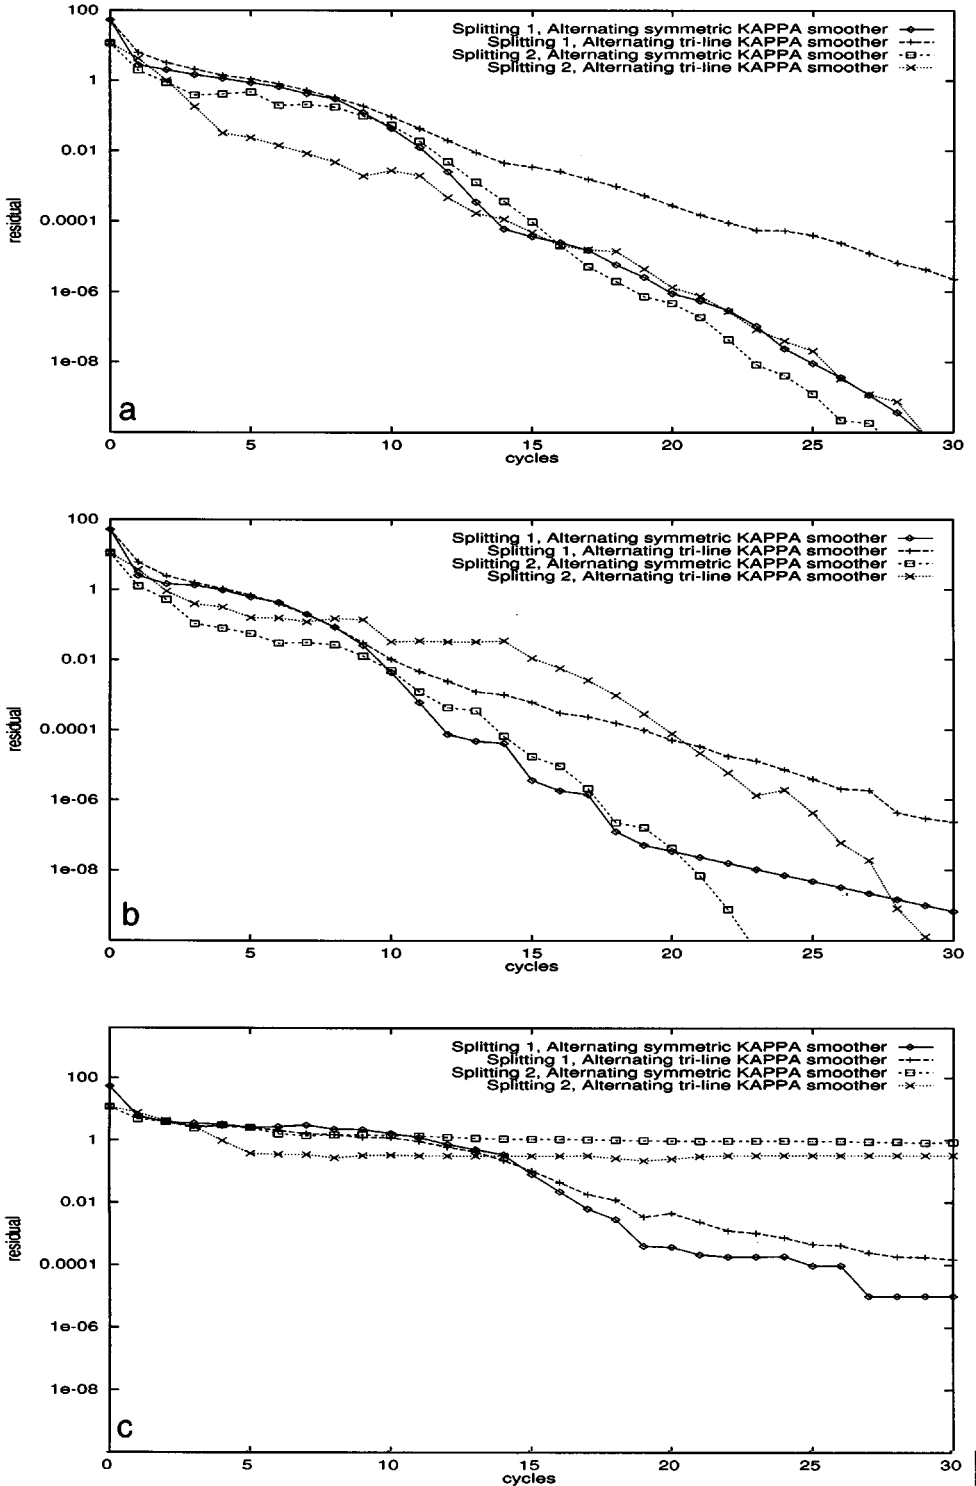 100
1
0.01
0.0001
1e-06
1e-08
residual
Splitting 1, Alternating symmetric KAPPA smoother
Splitting 1, Alternating tri-line KAPPA smoother
Splitting 2, Alternating symmetric KAPPA smoother
Splitting 2, Alternating tri-line KAPPA smoother
a
0 5 10 15 20 25 30
cycles
100
1
0.01
0.0001
1e-06
1e-08
residual
Splitting 1, Alternating symmetric KAPPA smoother
Splitting 1, Alternating tri-line KAPPA smoother
Splitting 2, Alternating symmetric KAPPA smoother
Splitting 2, Alternating tri-line KAPPA smoother
b
0 5 10 15 20 25 30
cycles
100
1
0.01
0.0001
1e-06
1e-08
residual
Splitting 1, Alternating symmetric KAPPA smoother
Splitting 1, Alternating tri-line KAPPA smoother
Splitting 2, Alternating symmetric KAPPA smoother
Splitting 2, Alternating tri-line KAPPA smoother
c
0 5 10 15 20 25 30
cycles